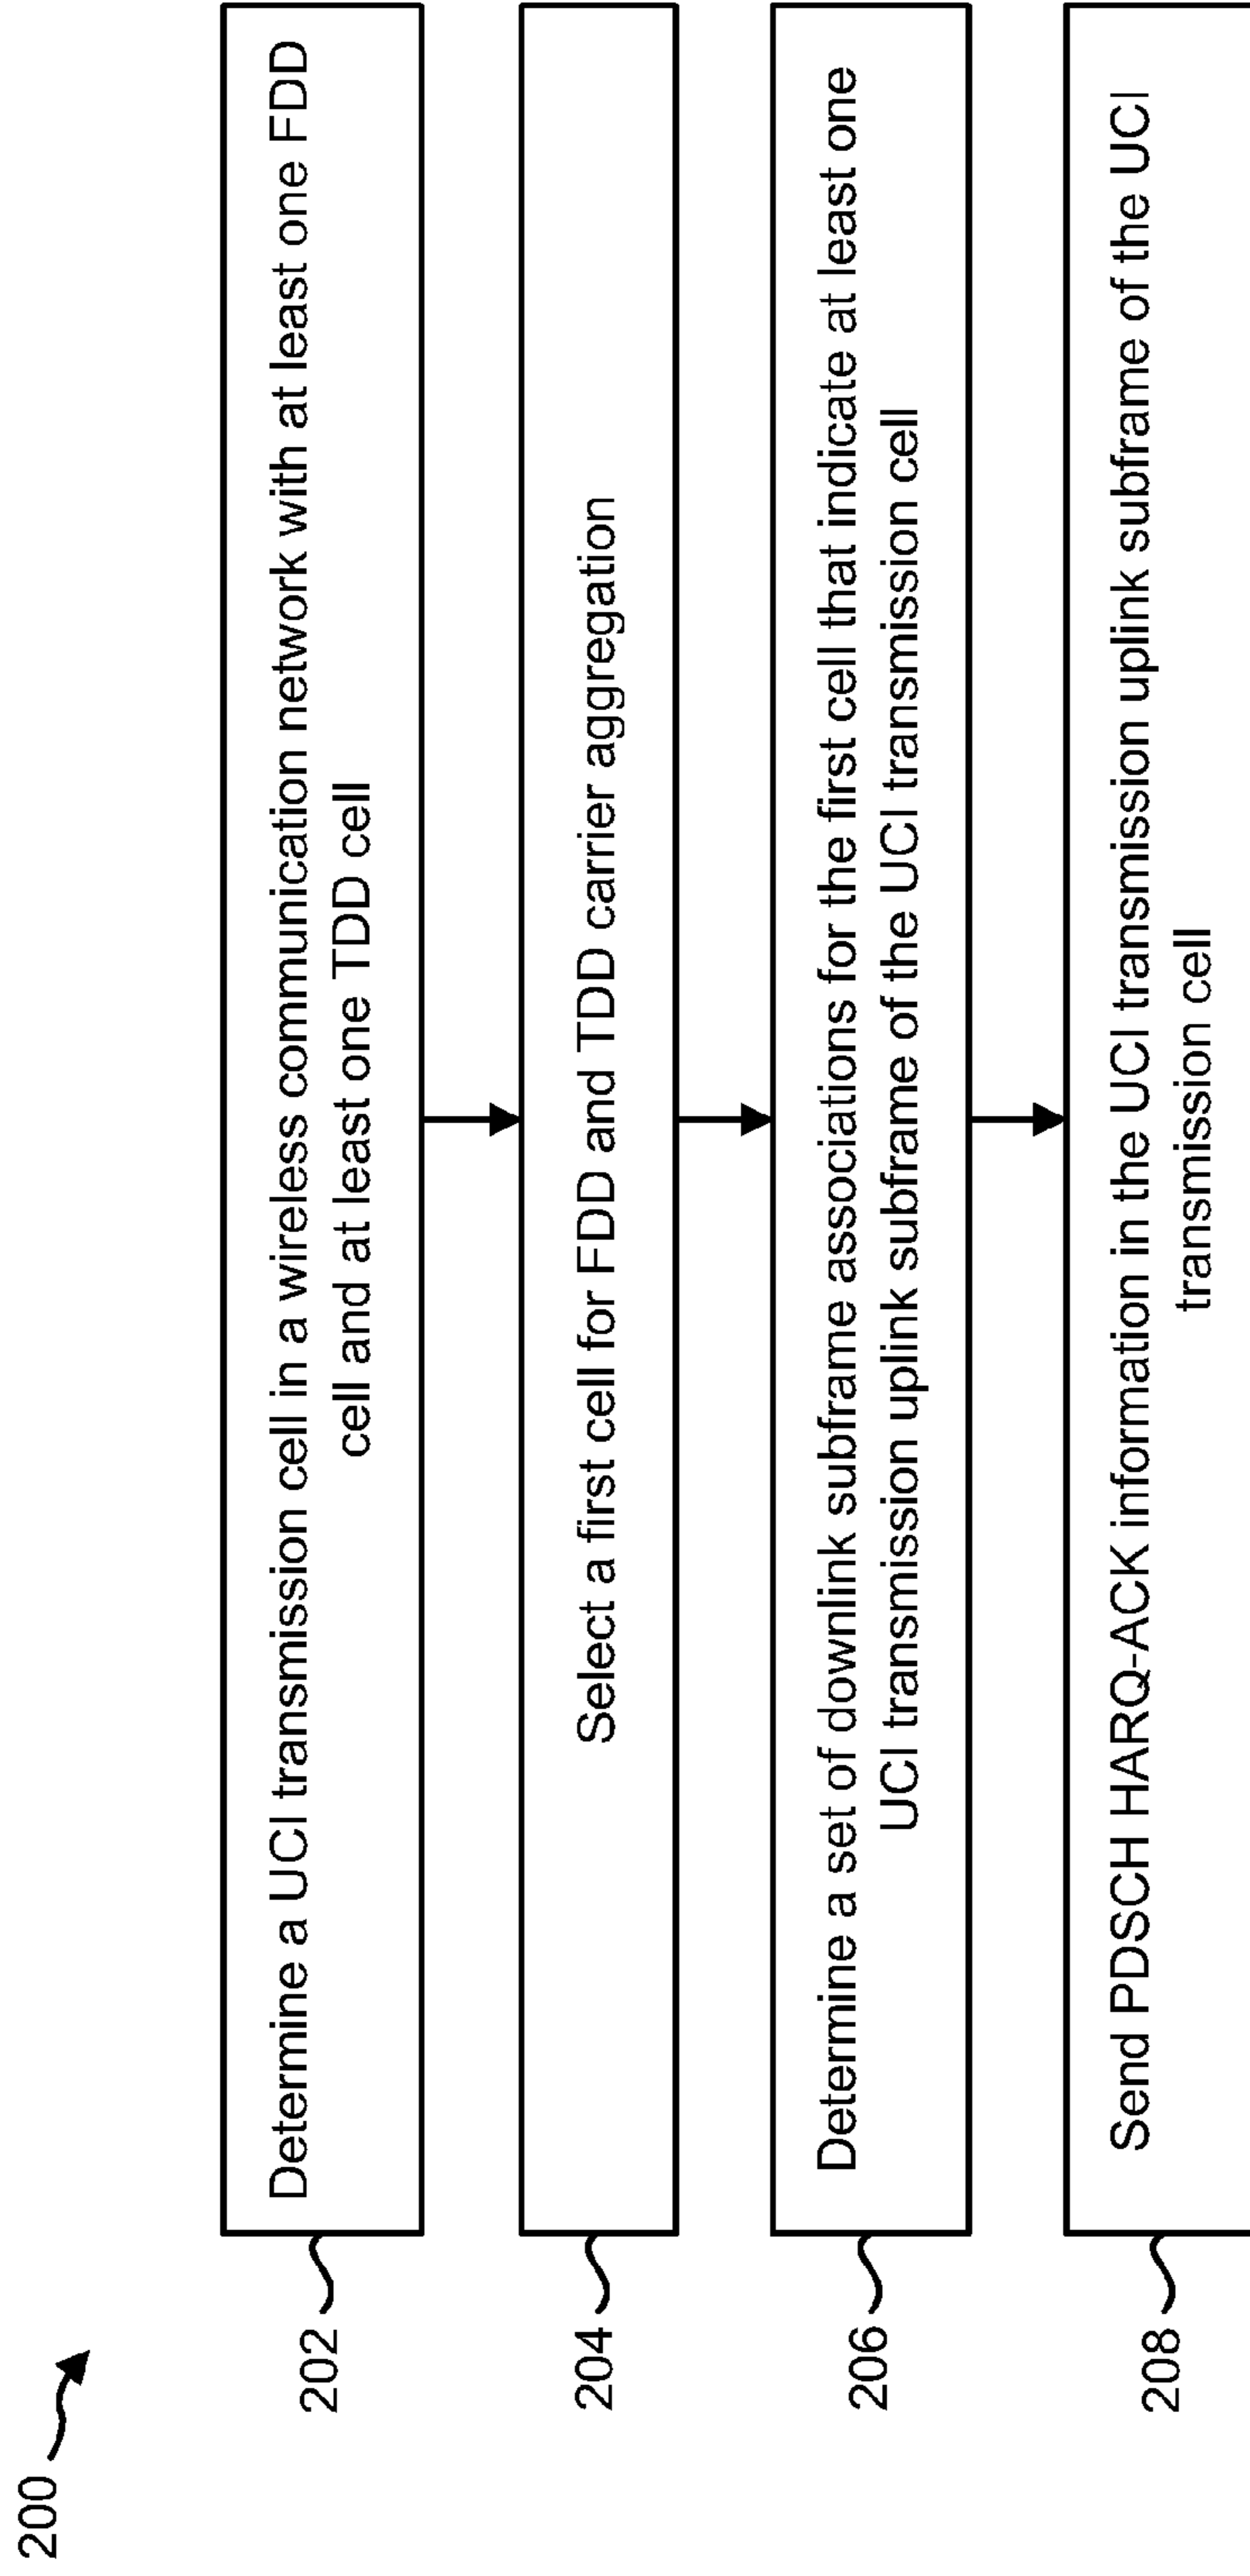 200
202
Determine a UCI transmission cell in a wireless communication network with at least one FDD
cell and at least one TDD cell
204
Select a first cell for FDD and TDD carrier aggregation
206
Determine a set of downlink subframe associations for the first cell that indicate at least one
UCI transmission uplink subframe of the UCI transmission cell
208
Send PDSCH HARQ-ACK information in the UCI transmission uplink subframe of the UCI
transmission cell